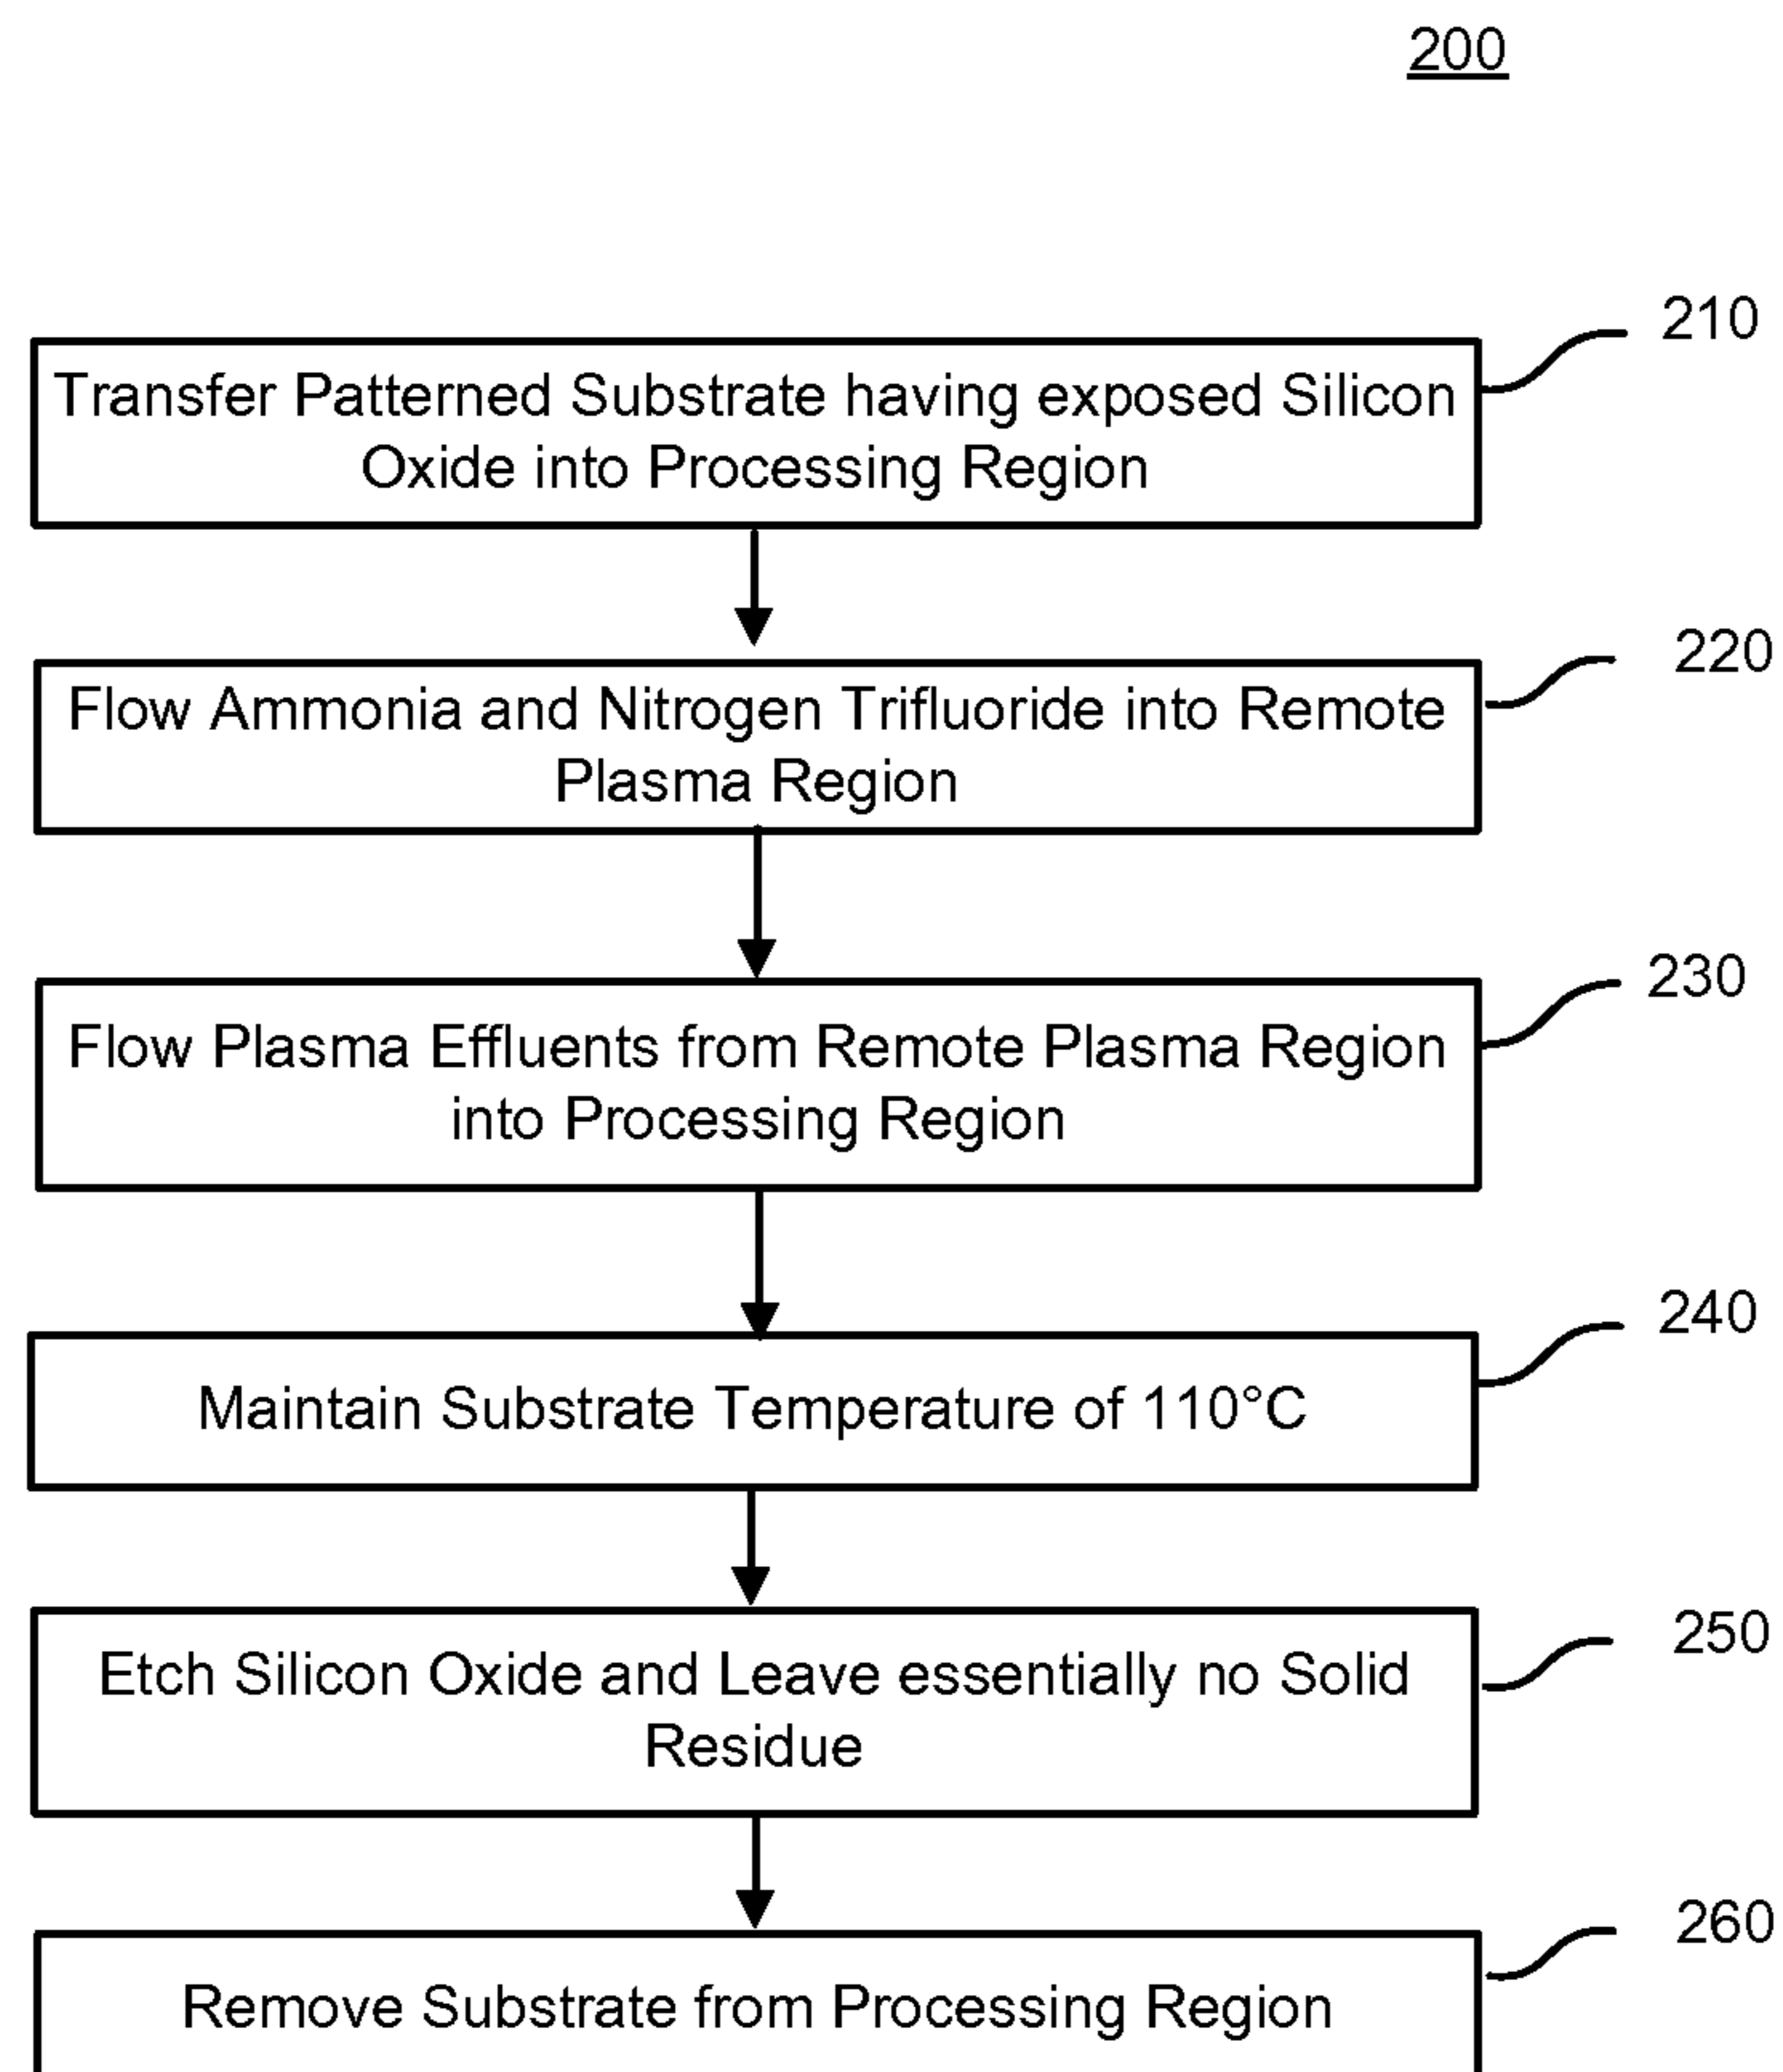 200
210
Transfer Patterned Substrate having exposed Silicon
Oxide into Processing Region
220
Flow Ammonia and Nitrogen Trifluoride into Remote
Plasma Region
230
Flow Plasma Effluents from Remote Plasma Region
into Processing Region
240
Maintain Substrate Temperature of 110°C
250
Etch Silicon Oxide and Leave essentially no Solid
Residue
260
Remove Substrate from Processing Region